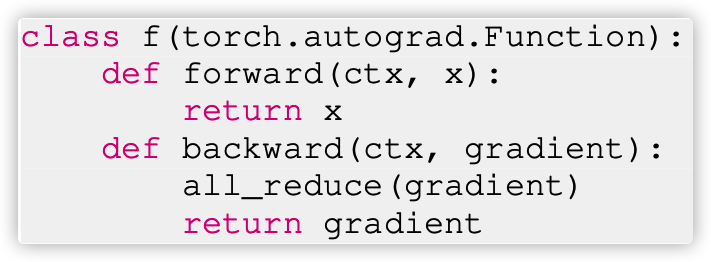 class f(torch.autograd.Function):
    def forward(ctx, x):
        return x
    def backward(ctx, gradient):
        all_reduce(gradient)
        return gradient